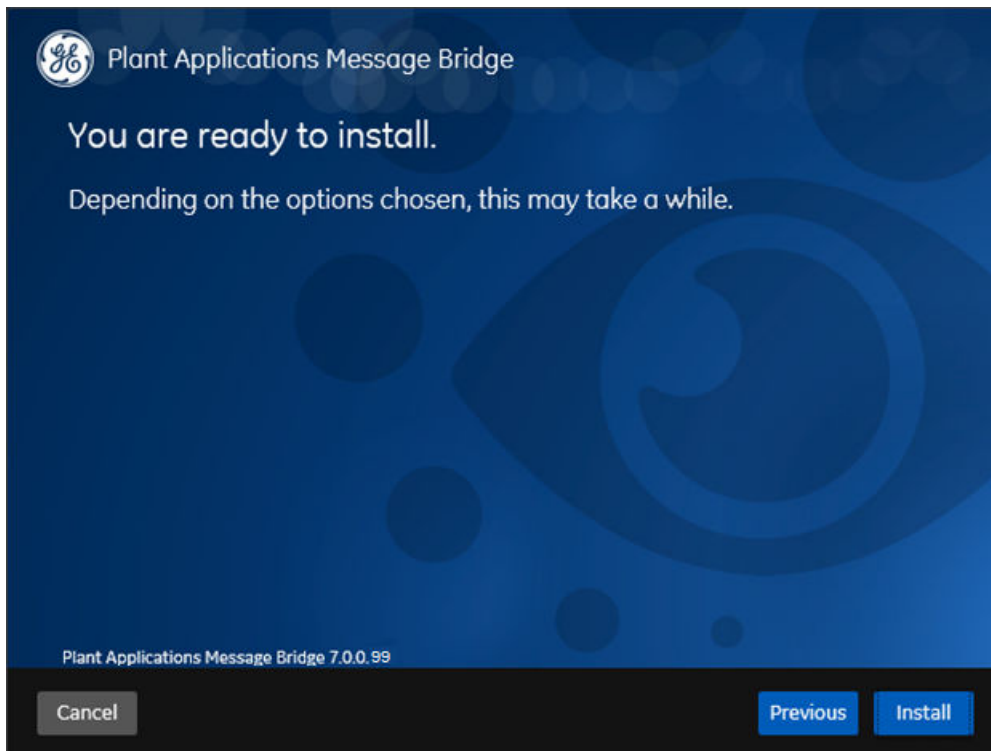 GE
Plant Applications Message Bridge
You are ready to install.
Depending on the options chosen, this may take a while.
Plant Applications Message Bridge 7.0.0.99
Cancel
Previous
Install